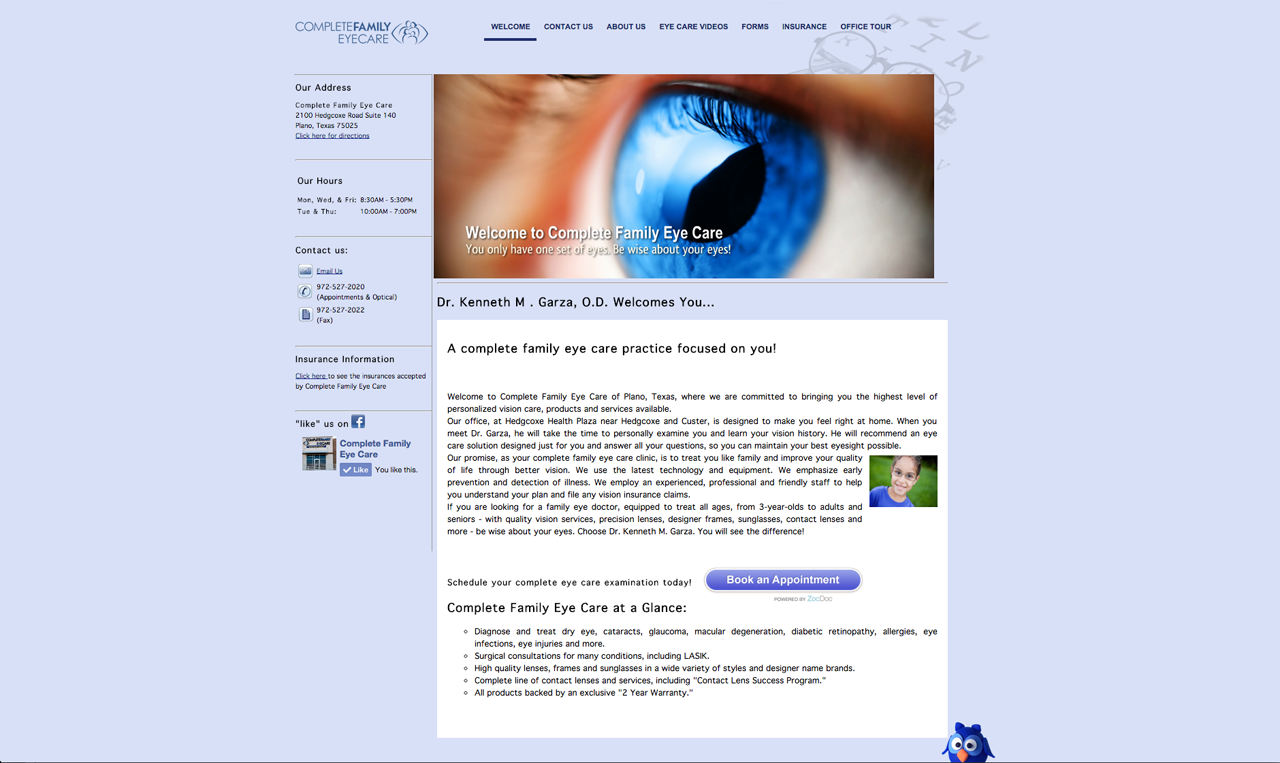 COMPLETEFAMILY
EYECARE
WELCOME CONTACT US ABOUT US EYE CARE VIDEOS FORMS INSURANCE OFFICE TOUR
Our Address
Complete Family Eye Care
2100 Hedgcoxe Road Suite 140
Plano, Texas 75025
Click here for directions
Our Hours
Mon, Wed, & Fri: 8:30AM - 5:30PM
Tue & Thu: 10:00AM - 7:00PM
Contact us:
Email Us
972-527-2020
(Appointments & Optical)
972-527-2022
(Fax)
Insurance Information
Click here to see the insurances accepted
by Complete Family Eye Care
"like" us on
Complete Family
Eye Care
Like You like this.
Welcome to Complete Family Eye Care
You only have one set of eyes. Be wise about your eyes!
Dr. Kenneth M . Garza, O.D. Welcomes You...
A complete family eye care practice focused on you!
Welcome to Complete Family Eye Care of Plano, Texas, where we are committed to bringing you the highest level of
personalized vision care, products and services available.
Our office, at Hedgcoxe Health Plaza near Hedgcoxe and Custer, is designed to make you feel right at home. When you
meet Dr. Garza, he will take the time to personally examine you and learn your vision history. He will recommend an eye
care solution designed just for you and answer all your questions, so you can maintain your best eyesight possible.
Our promise, as your complete family eye care clinic, is to treat you like family and improve your quality
of life through better vision. We use the latest technology and equipment. We emphasize early
prevention and detection of illness. We employ an experienced, professional and friendly staff to help
you understand your plan and file any vision insurance claims.
If you are looking for a family eye doctor, equipped to treat all ages, from 3-year-olds to adults and
seniors - with quality vision services, precision lenses, designer frames, sunglasses, contact lenses and
more - be wise about your eyes. Choose Dr. Kenneth M. Garza. You will see the difference!
Schedule your complete eye care examination today! Book an Appointment
POWERED BY ZocDoc
Complete Family Eye Care at a Glance:
Diagnose and treat dry eye, cataracts, glaucoma, macular degeneration, diabetic retinopathy, allergies, eye
infections, eye injuries and more.
Surgical consultations for many conditions, including LASIK.
High quality lenses, frames and sunglasses in a wide variety of styles and designer name brands.
Complete line of contact lenses and services, including "Contact Lens Success Program."
All products backed by an exclusive "2 Year Warranty."